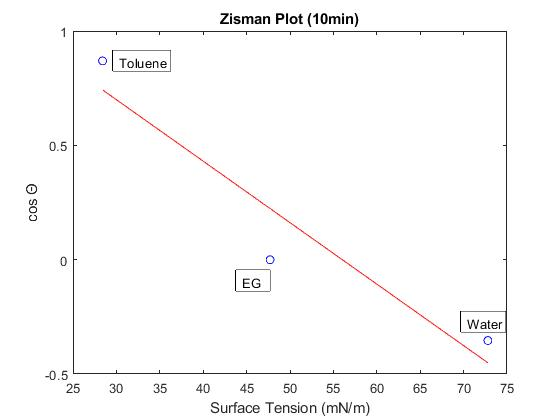 Zisman Plot (10min)
1
Toluene
0.5
cos Θ
0
EG
Water
-0.5
25 30 35 40 45 50 55 60 65 70 75
Surface Tension (mN/m)